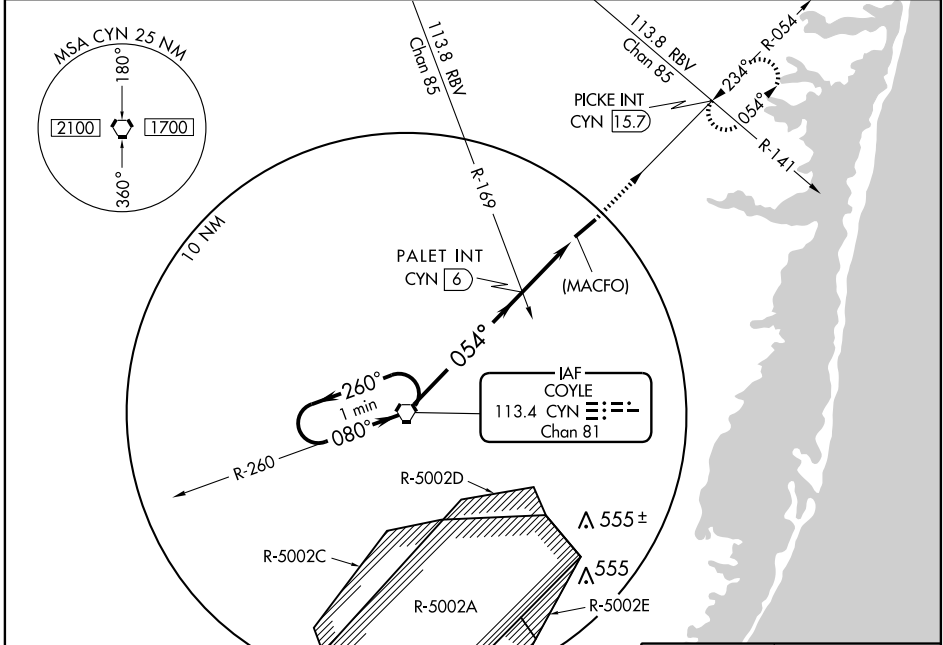 MSA CYN 25 NM
180°
2100
1700
360°
113.8 RBV
Chan 85
R-169
113.8 RBV
Chan 85
R-141
R-054
234°
054°
PICKE INT
CYN 15.7
10 NM
PALET INT
CYN 6
(MACFO)
054°
260°
1 min
080°
R-260
IAF
COYLE
113.4 CYN
Chan 81
R-5002D
R-5002C
R-5002A
R-5002E
555 ±
555